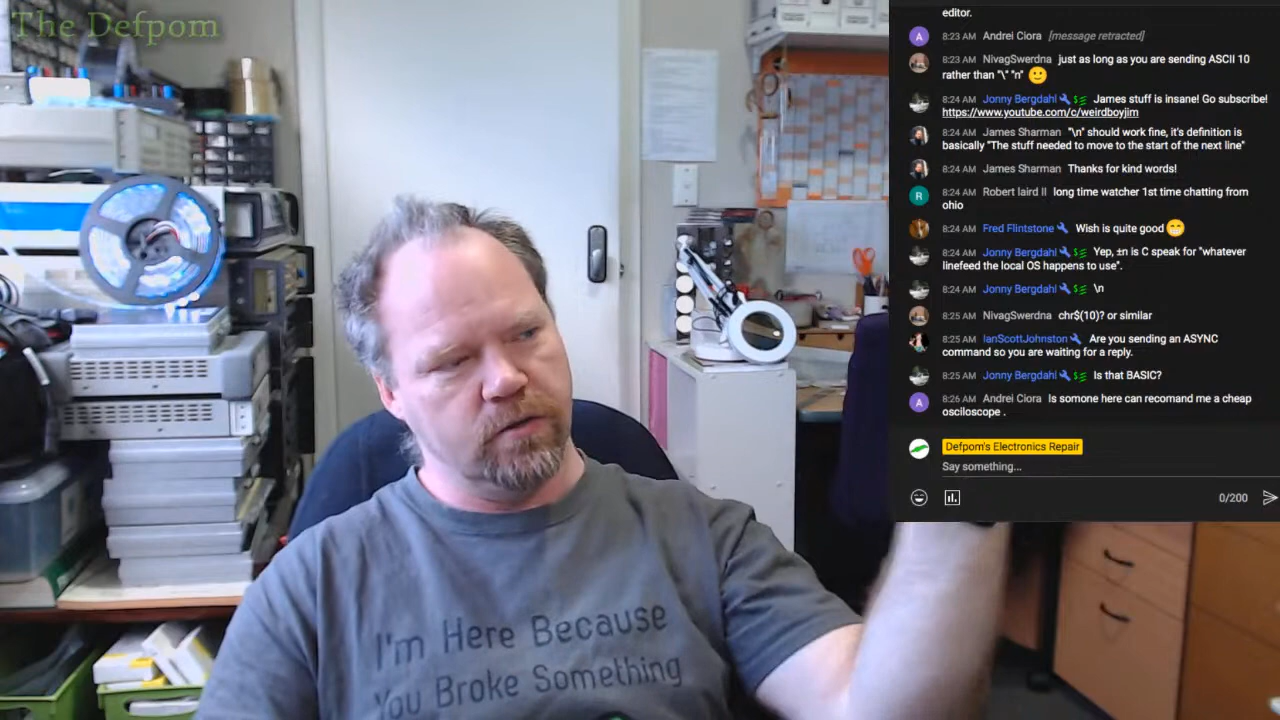 The Defpom
editor.
A 8:23 AM Andrei Ciora [message retracted]
8:23 AM NivagSwerdna just as long as you are sending ASCII 10
rather than "\" "n"
8:24 AM Jonny Bergdahl James stuff is insane! Go subscribe!
https://www.youtube.com/c/weirdboyjim
8:24 AM James Sharman "\n" should work fine, it's definition is
basically "The stuff needed to move to the start of the next line"
8:24 AM James Sharman Thanks for kind words!
R 8:24 AM Robert laird II long time watcher 1st time chatting from
ohio
8:24 AM Fred Flintstone Wish is quite good
8:24 AM Jonny Bergdahl Yep, ±n is C speak for "whatever
linefeed the local OS happens to use".
8:24 AM Jonny Bergdahl \n
8:25 AM NivagSwerdna chr$(10)? or similar
8:25 AM IanScottJohnston Are you sending an ASYNC
command so you are waiting for a reply.
8:25 AM Jonny Bergdahl Is that BASIC?
A 8:26 AM Andrei Ciora Is somone here can recomand me a cheap
osciloscope .
Defpom's Electronics Repair
Say something...
0/200
I'm Here Because
You Broke Something